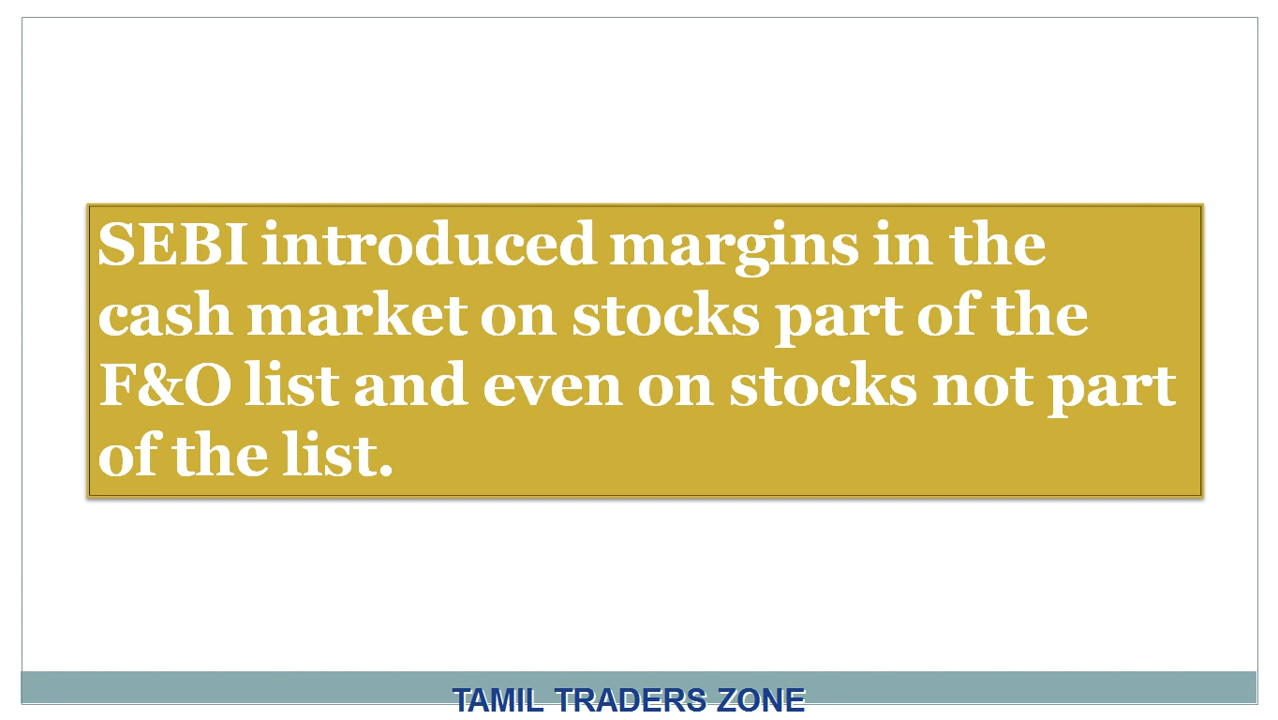 SEBI introduced margins in the
cash market on stocks part of the
F&O list and even on stocks not part
of the list.
TAMIL TRADERS ZONE